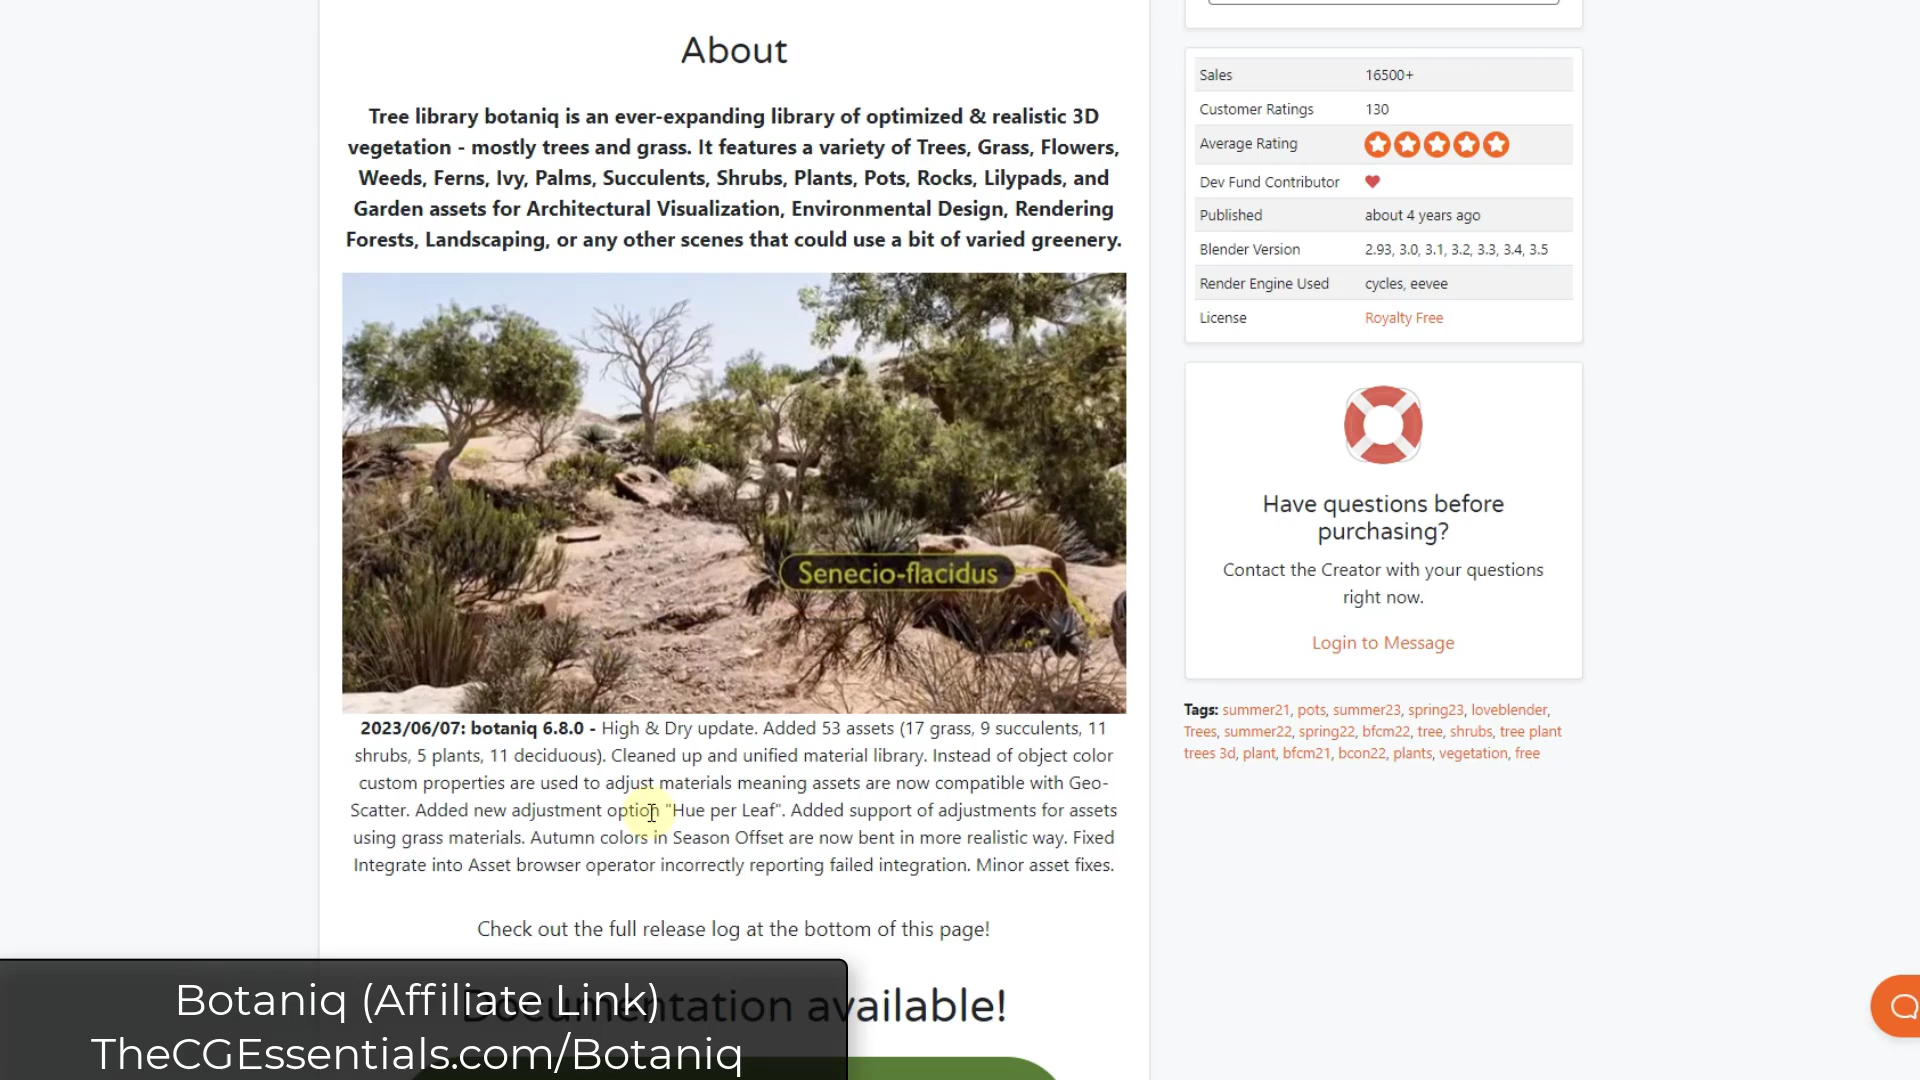 About
Tree library botaniq is an ever-expanding library of optimized & realistic 3D
vegetation - mostly trees and grass. It features a variety of Trees, Grass, Flowers,
Weeds, Ferns, Ivy, Palms, Succulents, Shrubs, Plants, Pots, Rocks, Lilypads, and
Garden assets for Architectural Visualization, Environmental Design, Rendering
Forests, Landscaping, or any other scenes that could use a bit of varied greenery.
Senecio-flacidus
2023/06/07: botaniq 6.8.0 - High & Dry update. Added 53 assets (17 grass, 9 succulents, 11
shrubs, 5 plants, 11 deciduous). Cleaned up and unified material library. Instead of object color
custom properties are used to adjust materials meaning assets are now compatible with Geo-
Scatter. Added new adjustment option "Hue per Leaf". Added support of adjustments for assets
using grass materials. Autumn colors in Season Offset are now bent in more realistic way. Fixed
Integrate into Asset browser operator incorrectly reporting failed integration. Minor asset fixes.
Check out the full release log at the bottom of this page!
Documentation available!
Botaniq (Affiliate Link)
TheCGEssentials.com/Botaniq
Sales 16500+
Customer Ratings 130
Average Rating
Dev Fund Contributor
Published about 4 years ago
Blender Version 2.93, 3.0, 3.1, 3.2, 3.3, 3.4, 3.5
Render Engine Used cycles, eevee
License Royalty Free
Have questions before
purchasing?
Contact the Creator with your questions
right now.
Login to Message
Tags: summer21, pots, summer23, spring23, loveblender,
Trees, summer22, spring22, bfcm22, tree, shrubs, tree plant
trees 3d, plant, bfcm21, bcon22, plants, vegetation, free